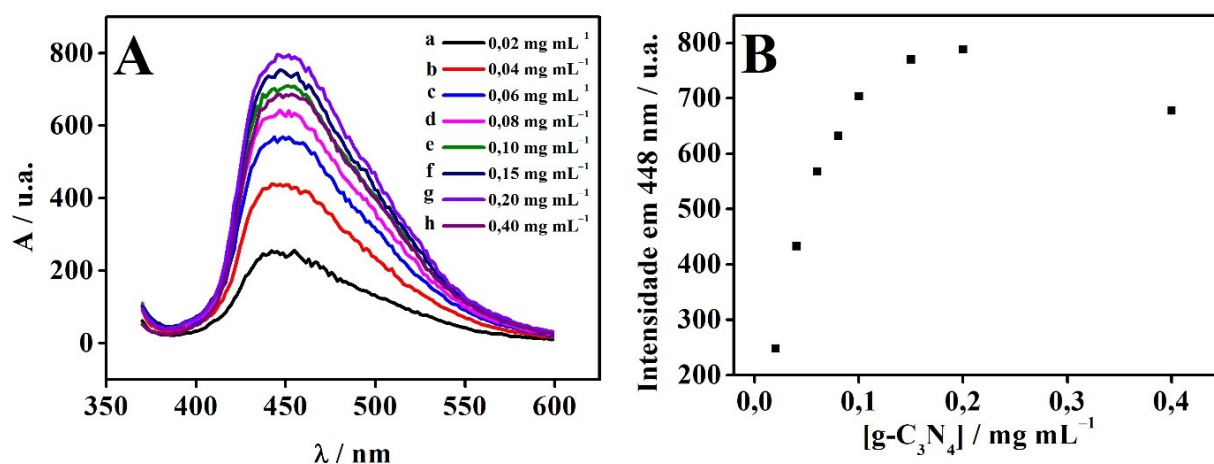 A
a 0,02 mg mL⁻¹
b 0,04 mg mL⁻¹
c 0,06 mg mL⁻¹
d 0,08 mg mL⁻¹
e 0,10 mg mL⁻¹
f 0,15 mg mL⁻¹
g 0,20 mg mL⁻¹
h 0,40 mg mL⁻¹
A / u.a.
800
600
400
200
0
350 400 450 500 550 600
λ / nm
B
Intensidade em 448 nm / u.a.
800
700
600
500
400
300
200
0,0 0,1 0,2 0,3 0,4
[g-C₃N₄] / mg mL⁻¹